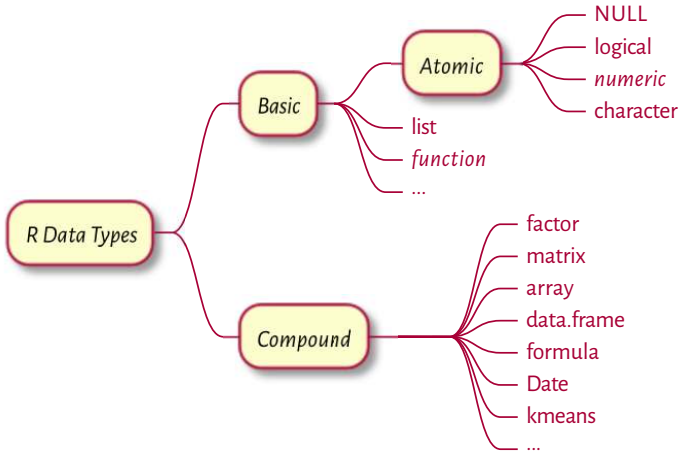 NULL
logical
numeric
character
Atomic
Basic
list
function
...
R Data Types
Compound
factor
matrix
array
data.frame
formula
Date
kmeans
...